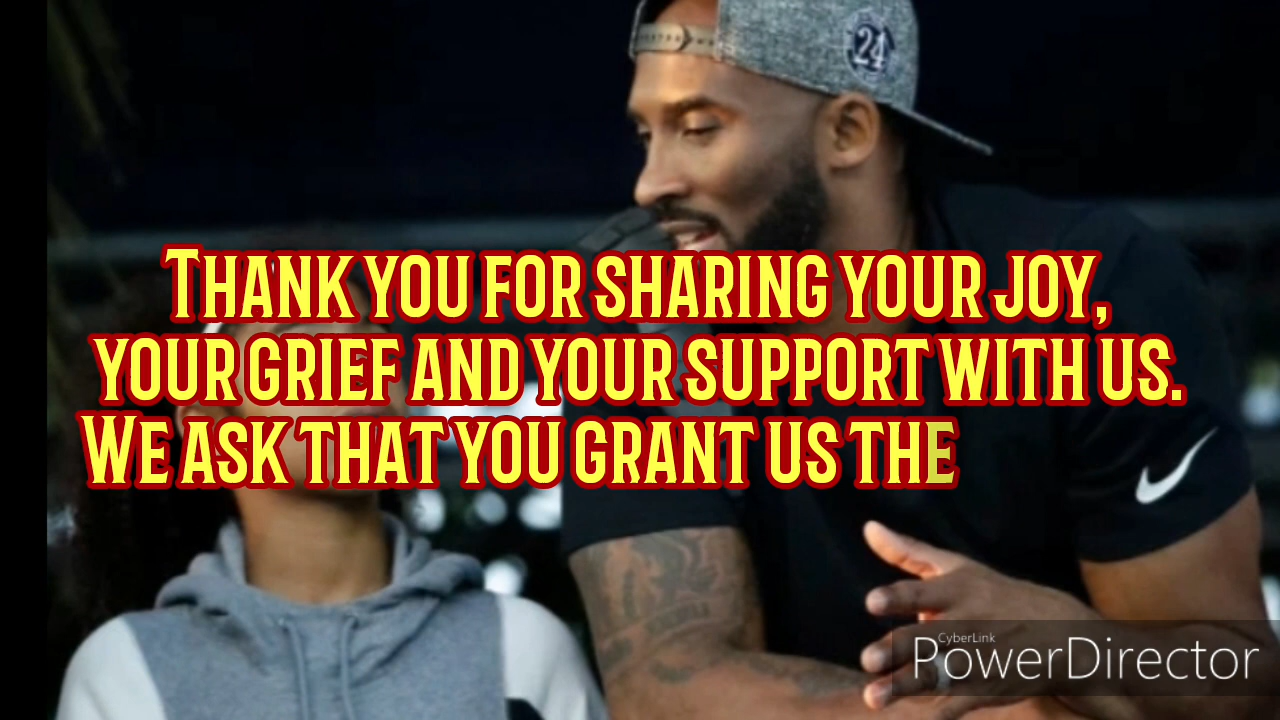 24
Thank you for sharing your joy,
your grief and your support with us.
We ask that you grant us the
CyberLink
PowerDirector